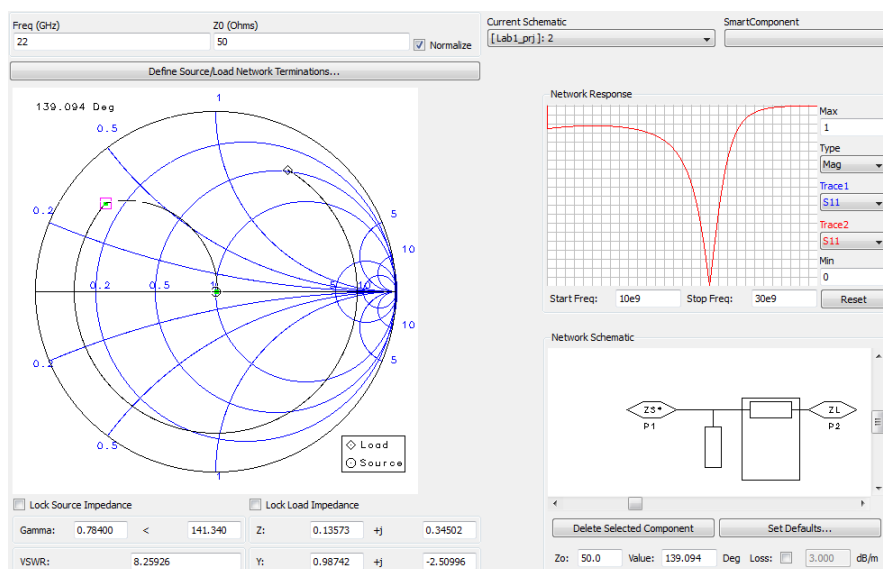 Freq (GHz) Z0 (Ohms)
22 50 Normalize
Define Source/Load Network Terminations...
Current Schematic SmartComponent
[Lab1_prj]: 2
139.094 Deg
1
0.5
0.5
0.2
5
10
0.2 0.5 1 5 10
10
0.2
5
0.5
1
Load
Source
Lock Source Impedance Lock Load Impedance
Gamma: 0.78400 < 141.340 Z: 0.13573 +j 0.34502
VSWR: 8.25926 Y: 0.98742 +j -2.50996
Network Response
Max
1
Type
Mag
Trace1
S11
Trace2
S11
Min
0
Start Freq: 10e9 Stop Freq: 30e9 Reset
Network Schematic
ZS* ZL
P1 P2
Delete Selected Component Set Defaults...
Zo: 50.0 Value: 139.094 Deg Loss: 3.000 dB/m